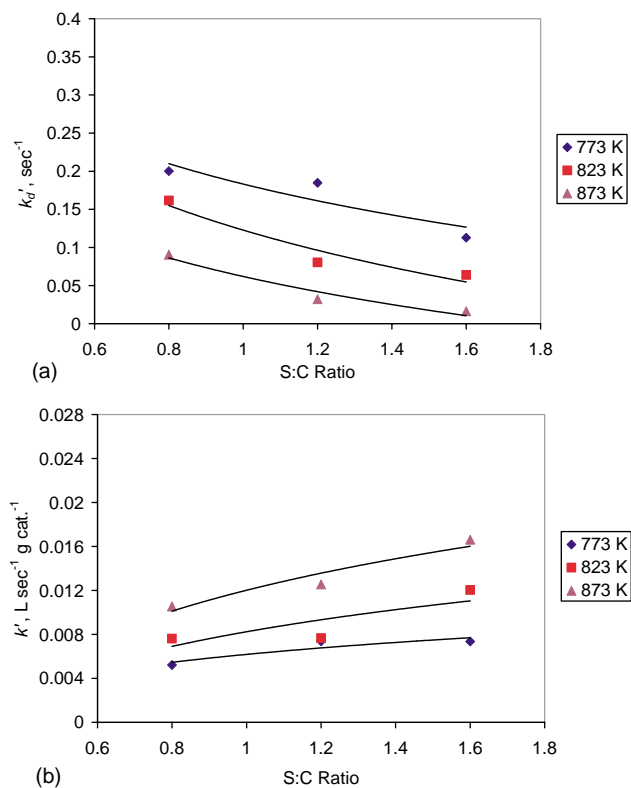 0.4
0.35
0.3
0.25
0.2
0.15
0.1
0.05
0
k_d', sec⁻¹
0.6 0.8 1 1.2 1.4 1.6 1.8
S:C Ratio
773 K
823 K
873 K
(a)
0.028
0.024
0.02
0.016
0.012
0.008
0.004
0
k', L sec⁻¹ g cat.⁻¹
0.6 0.8 1 1.2 1.4 1.6 1.8
S:C Ratio
773 K
823 K
873 K
(b)